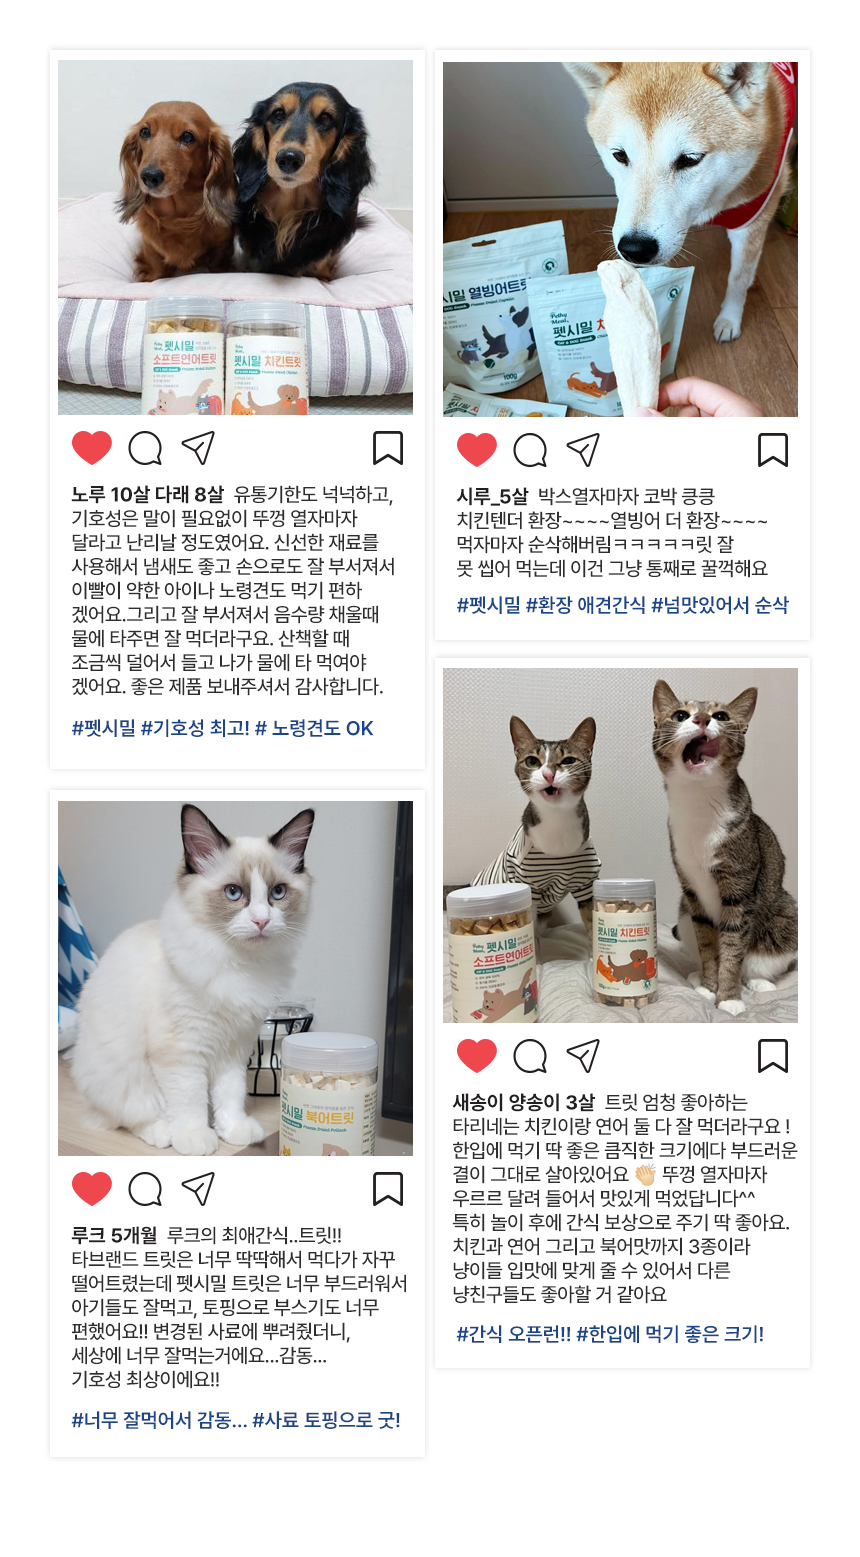 Pethy Meal.
펫시밀
소프트연어트릿
Pethy Meal.
펫시밀 치킨트릿
노루 10살 다래 8살 유통기한도 넉넉하고,
기호성은 말이 필요없이 뚜껑 열자마자
달라고 난리날 정도였어요. 신선한 재료를
사용해서 냄새도 좋고 손으로도 잘 부서져서
이빨이 약한 아이나 노령견도 먹기 편하
겠어요.그리고 잘 부서져서 음수량 채울때
물에 타주면 잘 먹더라구요. 산책할 때
조금씩 덜어서 들고 나가 물에 타 먹여야
겠어요. 좋은 제품 보내주셔서 감사합니다.
#펫시밀 #기호성 최고! # 노령견도 OK
시밀 열빙어트릿
100g
Pethy Meal.
펫시밀
시루_5살 박스열자마자 코박 킁킁
치킨텐더 환장~~~~열빙어 더 환장~~~~
먹자마자 순삭해버림ㅋㅋㅋㅋㅋ릿 잘
못 씹어 먹는데 이건 그냥 통째로 꿀꺽해요
#펫시밀 #환장 애견간식 #넘맛있어서 순삭
펫시밀 북어트릿
루크 5개월 루크의 최애간식..트릿!!
타브랜드 트릿은 너무 딱딱해서 먹다가 자꾸
떨어트렸는데 펫시밀 트릿은 너무 부드러워서
아기들도 잘먹고, 토핑으로 부스기도 너무
편했어요!! 변경된 사료에 뿌려줬더니,
세상에 너무 잘먹는거에요...감동...
기호성 최상이에요!!
#너무 잘먹어서 감동... #사료 토핑으로 굿!
Pethy Meal.
펫시밀
소프트연어트릿
펫시밀 치킨트릿
새송이 양송이 3살 트릿 엄청 좋아하는
타리네는 치킨이랑 연어 둘 다 잘 먹더라구요 !
한입에 먹기 딱 좋은 큼직한 크기에다 부드러운
결이 그대로 살아있어요 👏🏻 뚜껑 열자마자
우르르 달려 들어서 맛있게 먹었답니다^^
특히 놀이 후에 간식 보상으로 주기 딱 좋아요.
치킨과 연어 그리고 북어맛까지 3종이라
냥이들 입맛에 맞게 줄 수 있어서 다른
냥친구들도 좋아할 거 같아요
#간식 오픈런!! #한입에 먹기 좋은 크기!